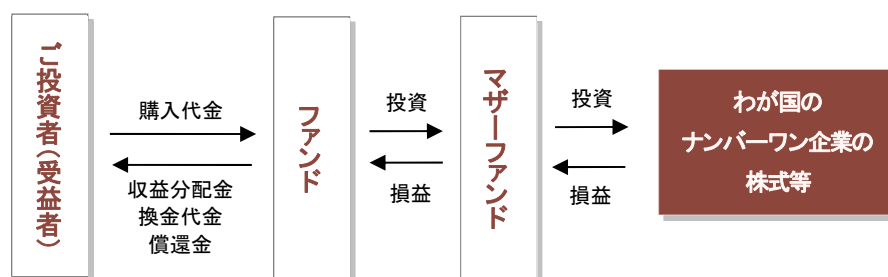 ご投資者(受益者)
購入代金
収益分配金
換金代金
償還金
ファンド
投資
損益
マザーファンド
投資
損益
わが国の
ナンバーワン企業の
株式等